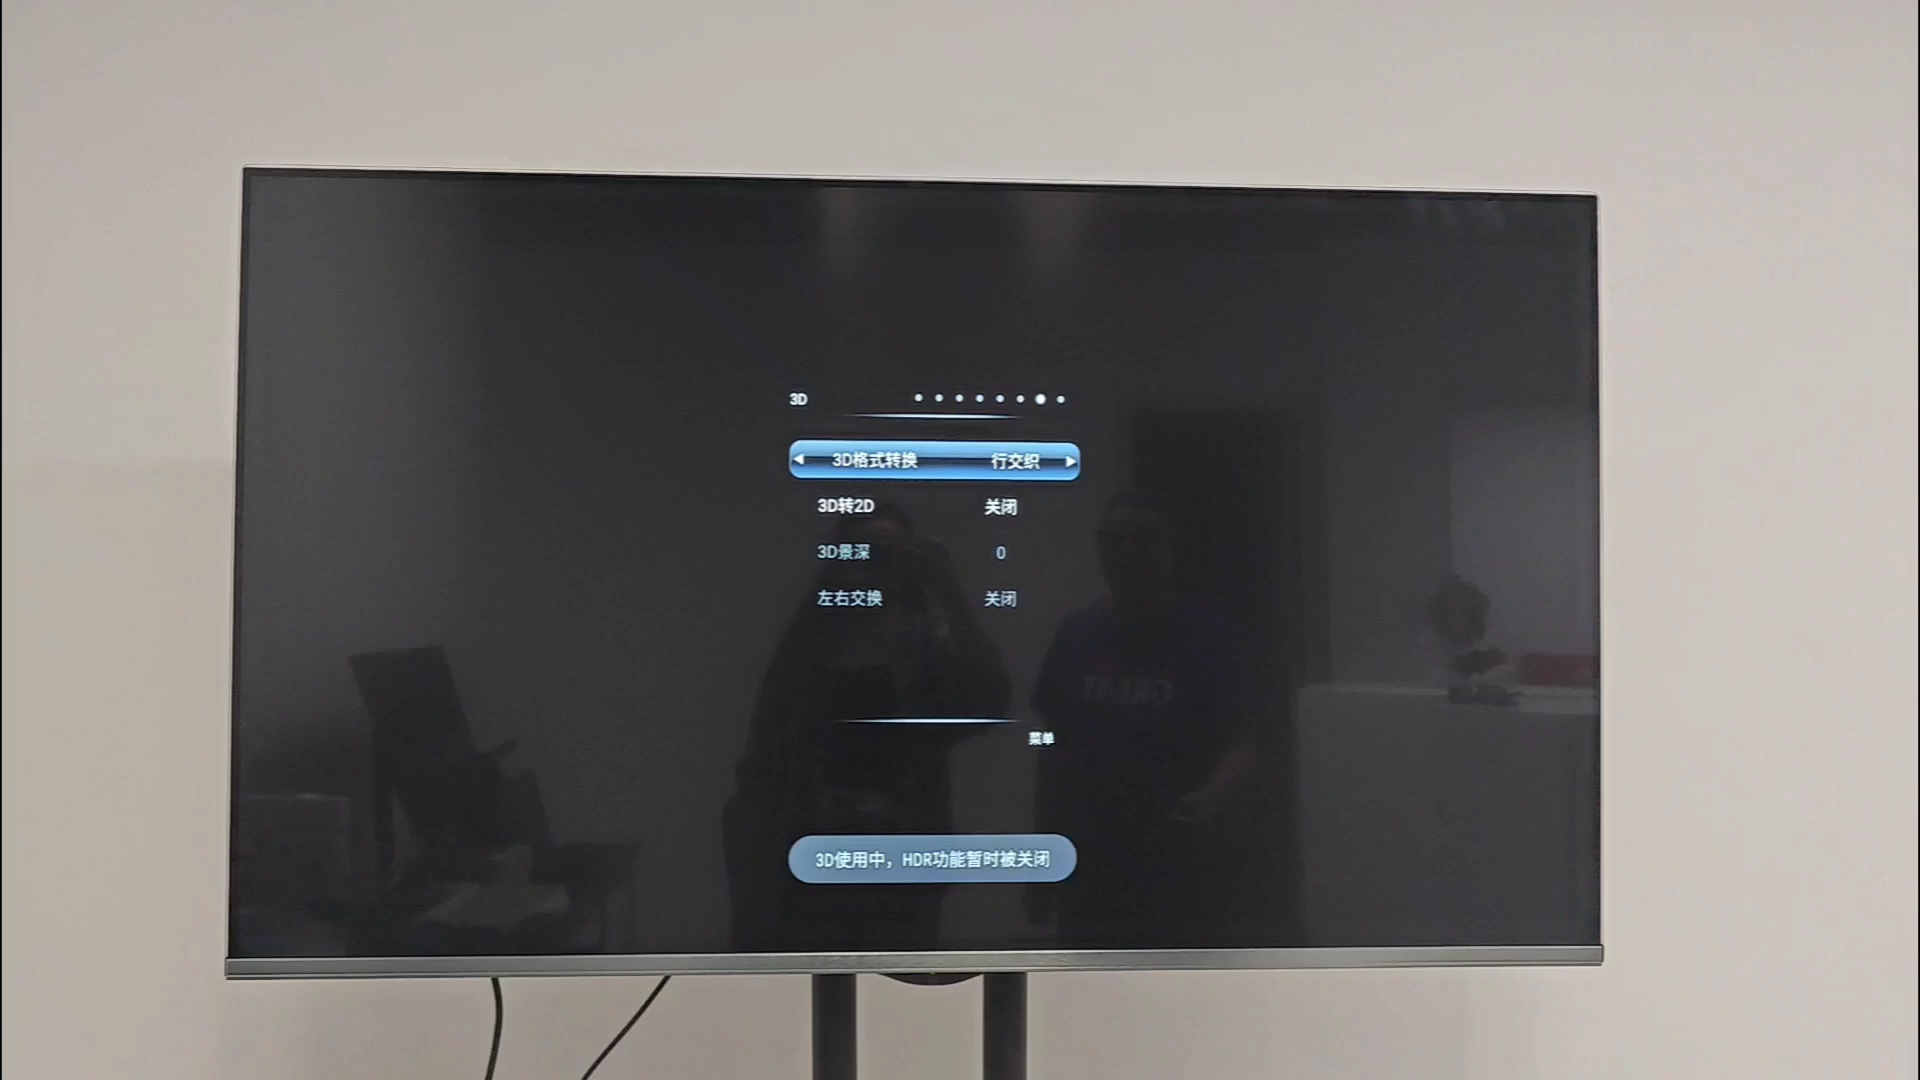 3D
3D格式转换 行交织
3D转2D 关闭
3D景深 0
左右交换 关闭
菜单
3D使用中，HDR功能暂时被关闭